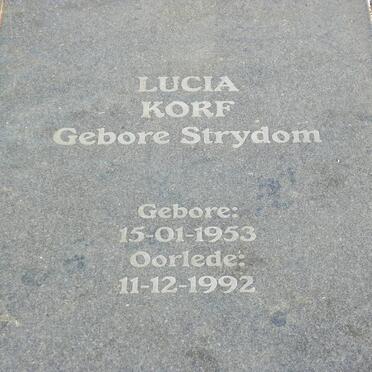 LUCIA
KORF
Gebore Strydom
Gebore:
15-01-1953
Oorlede:
11-12-1992